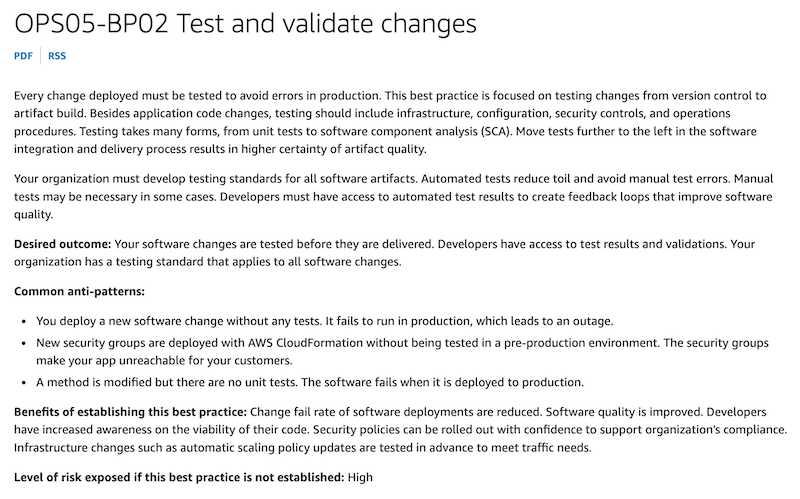 OPS05-BP02 Test and validate changes
PDF RSS
Every change deployed must be tested to avoid errors in production. This best practice is focused on testing changes from version control to
artifact build. Besides application code changes, testing should include infrastructure, configuration, security controls, and operations
procedures. Testing takes many forms, from unit tests to software component analysis (SCA). Move tests further to the left in the software
integration and delivery process results in higher certainty of artifact quality.
Your organization must develop testing standards for all software artifacts. Automated tests reduce toil and avoid manual test errors. Manual
tests may be necessary in some cases. Developers must have access to automated test results to create feedback loops that improve software
quality.
Desired outcome: Your software changes are tested before they are delivered. Developers have access to test results and validations. Your
organization has a testing standard that applies to all software changes.
Common anti-patterns:
• You deploy a new software change without any tests. It fails to run in production, which leads to an outage.
• New security groups are deployed with AWS CloudFormation without being tested in a pre-production environment. The security groups
make your app unreachable for your customers.
• A method is modified but there are no unit tests. The software fails when it is deployed to production.
Benefits of establishing this best practice: Change fail rate of software deployments are reduced. Software quality is improved. Developers
have increased awareness on the viability of their code. Security policies can be rolled out with confidence to support organization's compliance.
Infrastructure changes such as automatic scaling policy updates are tested in advance to meet traffic needs.
Level of risk exposed if this best practice is not established: High